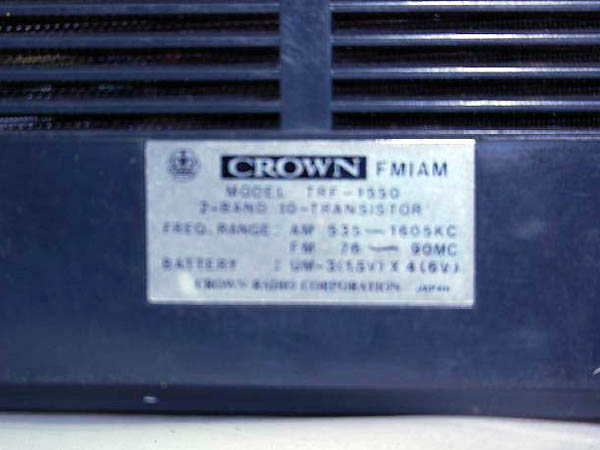 CROWN FM/AM
MODEL TRF-1550
2-BAND 10-TRANSISTOR
FREQ. RANGE: AM 535〜1605KC
FM 76〜90MC
BATTERY : UM-3(1.5V) X 4(6V)
CROWN RADIO CORPORATION JAPAN